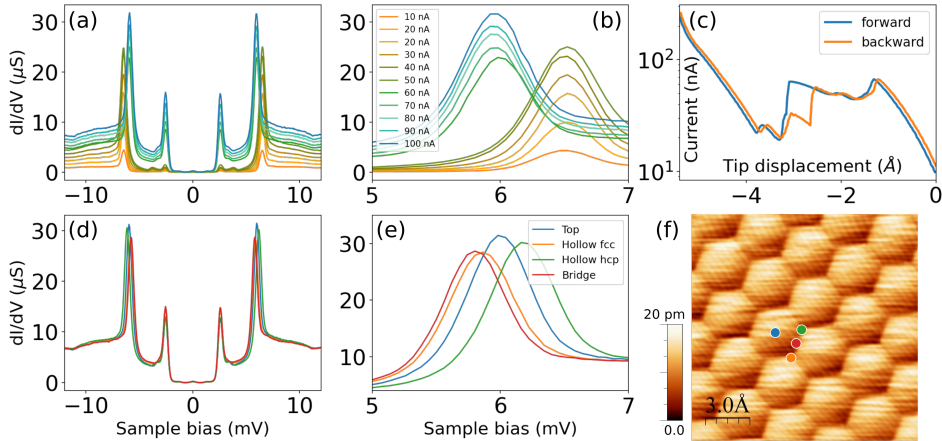 (a)
dI/dV (μS)
30
20
10
0
−10
0
10
(b)
10 nA
20 nA
20 nA
30 nA
40 nA
50 nA
60 nA
70 nA
80 nA
90 nA
100 nA
30
20
10
0
5
6
7
(c)
forward
backward
Current (nA)
10²
10¹
Tip displacement (Å)
−4
−2
0
(d)
dI/dV (μS)
30
20
10
0
−10
0
10
Sample bias (mV)
(e)
Top
Hollow fcc
Hollow hcp
Bridge
30
20
10
5
6
7
Sample bias (mV)
(f)
20 pm
0.0
3.0Å